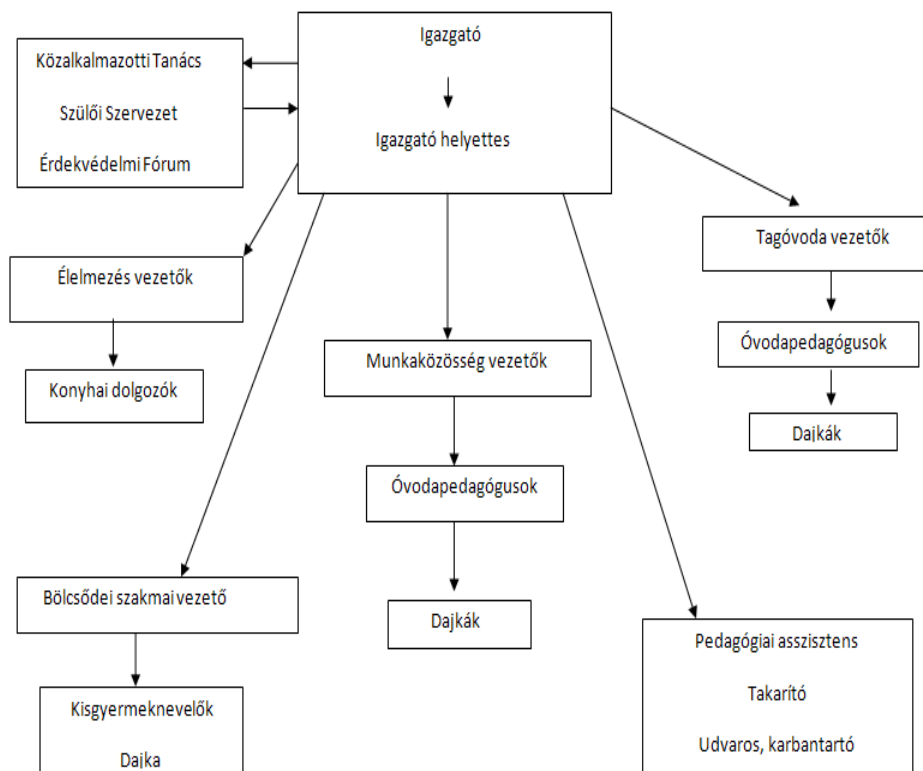 Igazgató
Igazgató helyettes
Közalkalmazotti Tanács
Szülői Szervezet
Érdekvédelmi Fórum
Tagóvoda vezetők
Óvodapedagógusok
Dajkák
Élelmezés vezetők
Konyhai dolgozók
Munkaközösség vezetők
Óvodapedagógusok
Dajkák
Bölcsődei szakmai vezető
Kisgyermeknevelők
Dajka
Pedagógiai asszisztens
Takarító
Udvaros, karbantartó